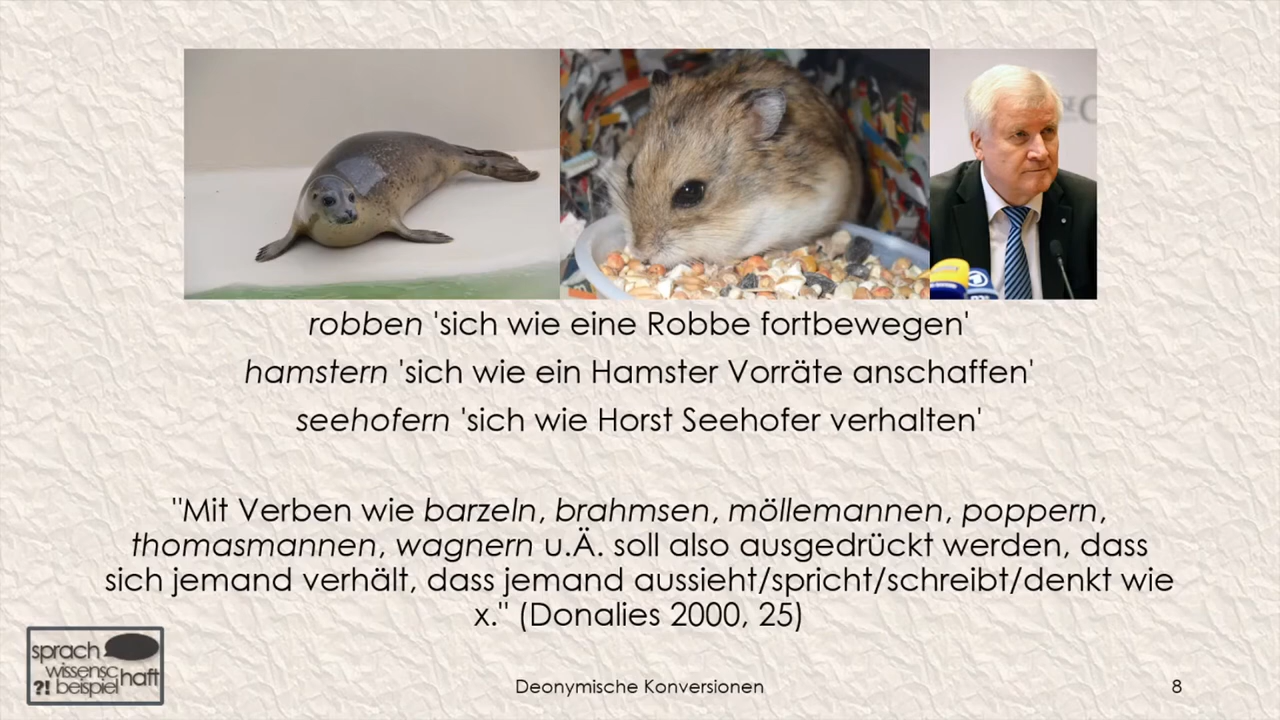 robben 'sich wie eine Robbe fortbewegen'
hamstern 'sich wie ein Hamster Vorräte anschaffen'
seehofern 'sich wie Horst Seehofer verhalten'
"Mit Verben wie barzeln, brahmsen, möllemannen, poppern,
thomasmannen, wagnern u.Ä. soll also ausgedrückt werden, dass
sich jemand verhält, dass jemand aussieht/spricht/schreibt/denkt wie
x." (Donalies 2000, 25)
sprach
wissensc
haft
?! beispiel
Deonymische Konversionen
8